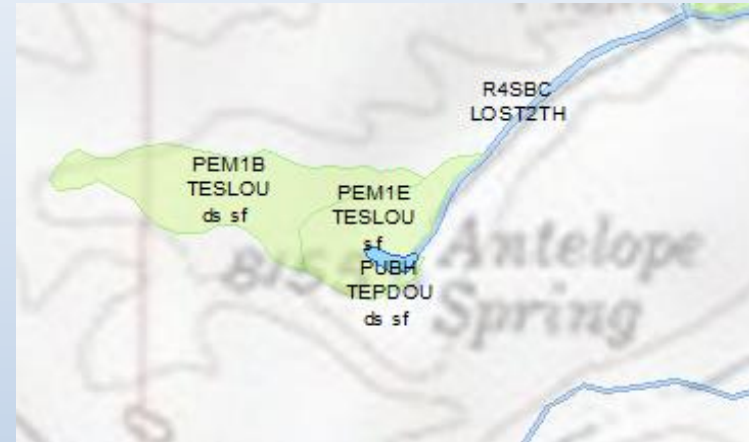 R4SBC
LOST2TH
PEM1B
TESLOU
ds sf
PEM1E
TESLOU
sf
PUBH
TEPDOU
ds sf
Antelope
Spring